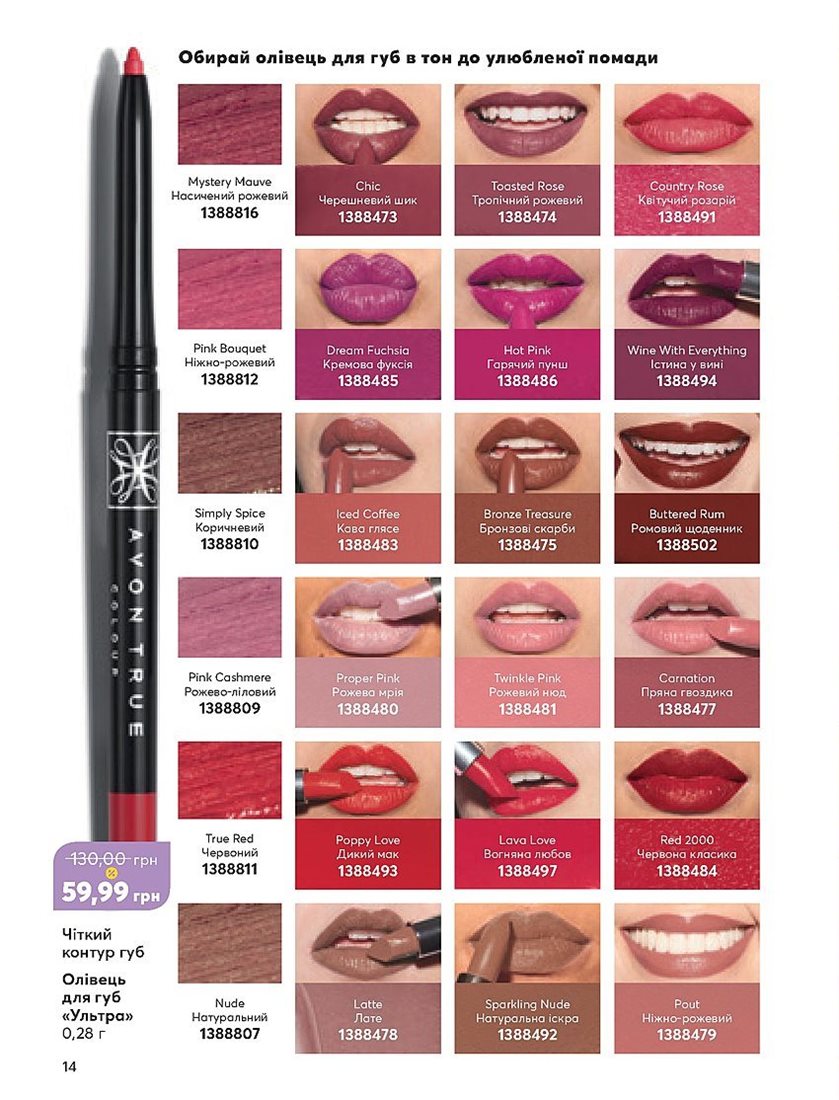 Обирай олівець для губ в тон до улюбленої помади
Mystery Mauve
Насичений рожевий
1388816
Chic
Черешневий шик
1388473
Toasted Rose
Тропічний рожевий
1388474
Country Rose
Квітучий розарій
1388491
Pink Bouquet
Ніжно-рожевий
1388812
Dream Fuchsia
Кремова фуксія
1388485
Hot Pink
Гарячий пунш
1388486
Wine With Everything
Істина у вині
1388494
Simply Spice
Коричневий
1388810
Iced Coffee
Кава глясе
1388483
Bronze Treasure
Бронзові скарби
1388475
Buttered Rum
Ромовий щоденник
1388502
Pink Cashmere
Рожево-ліловий
1388809
Proper Pink
Рожева мрія
1388480
Twinkle Pink
Рожевий нюд
1388481
Carnation
Пряна гвоздика
1388477
True Red
Червоний
1388811
Poppy Love
Дикий мак
1388493
Lava Love
Вогняна любов
1388497
Red 2000
Червона класика
1388484
Nude
Натуральний
1388807
Latte
Лате
1388478
Sparkling Nude
Натуральна іскра
1388492
Pout
Ніжно-рожевий
1388479
AVON TRUE
COLOUR
130,00 грн
%
59,99 грн
Чіткий
контур губ
Олівець
для губ
«Ультра»
0,28 г
14